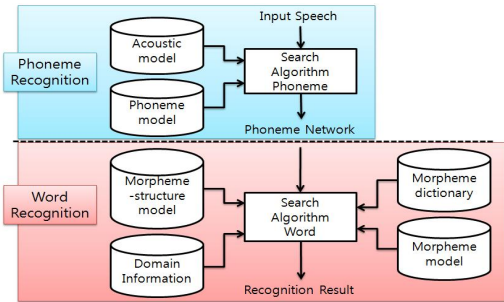 Input Speech
Acoustic
model
Phoneme
Recognition
Search
Algorithm
Phoneme
Phoneme
model
Phoneme Network
Morpheme
-structure
model
Morpheme
dictionary
Word
Recognition
Search
Algorithm
Word
Domain
Information
Morpheme
model
Recognition Result